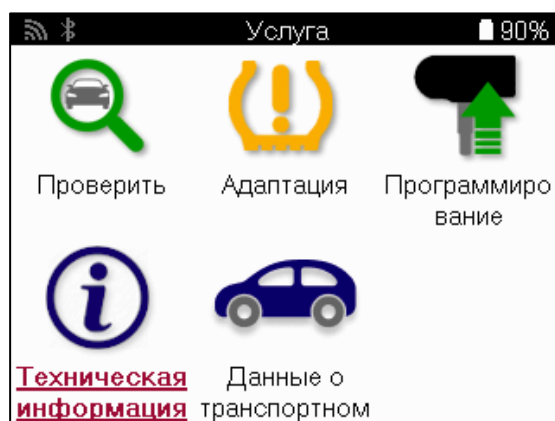 Услуга 90%
Проверить Адаптация Программиро
вание
Техническая Данные о
информация транспортном